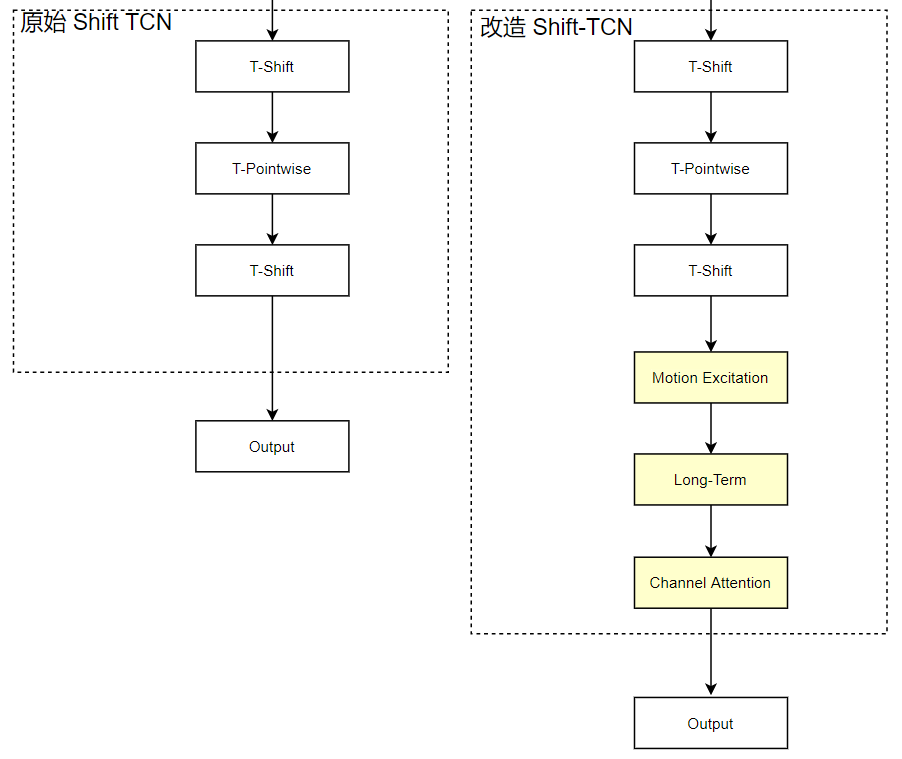 原始 Shift TCN
T-Shift
T-Pointwise
T-Shift
Output
改造 Shift-TCN
T-Shift
T-Pointwise
T-Shift
Motion Excitation
Long-Term
Channel Attention
Output